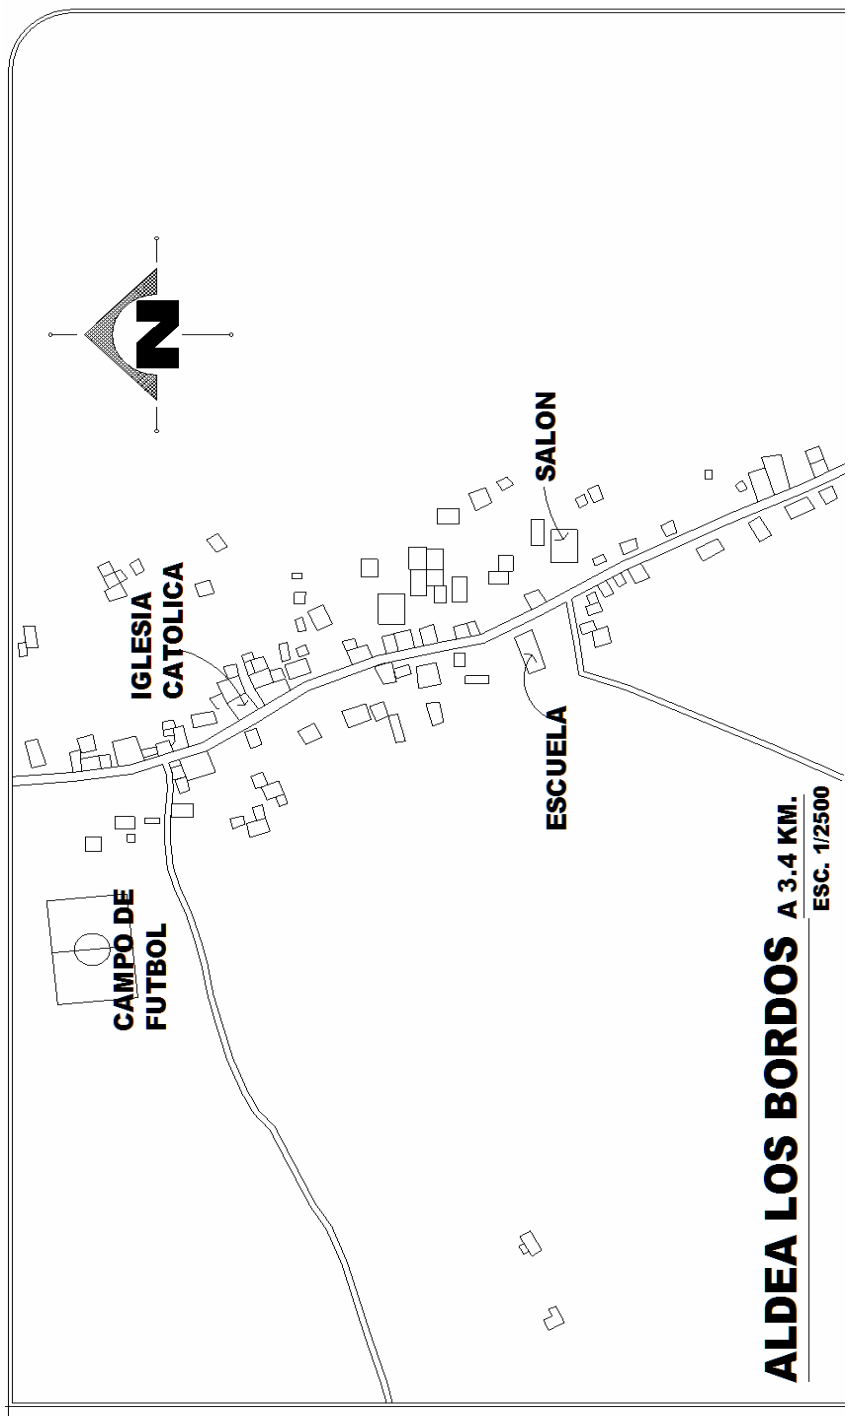 N
IGLESIA
CATOLICA
SALON
CAMPO DE
FUTBOL
ESCUELA
ALDEA LOS BORDOS A 3.4 KM.
ESC. 1/2500